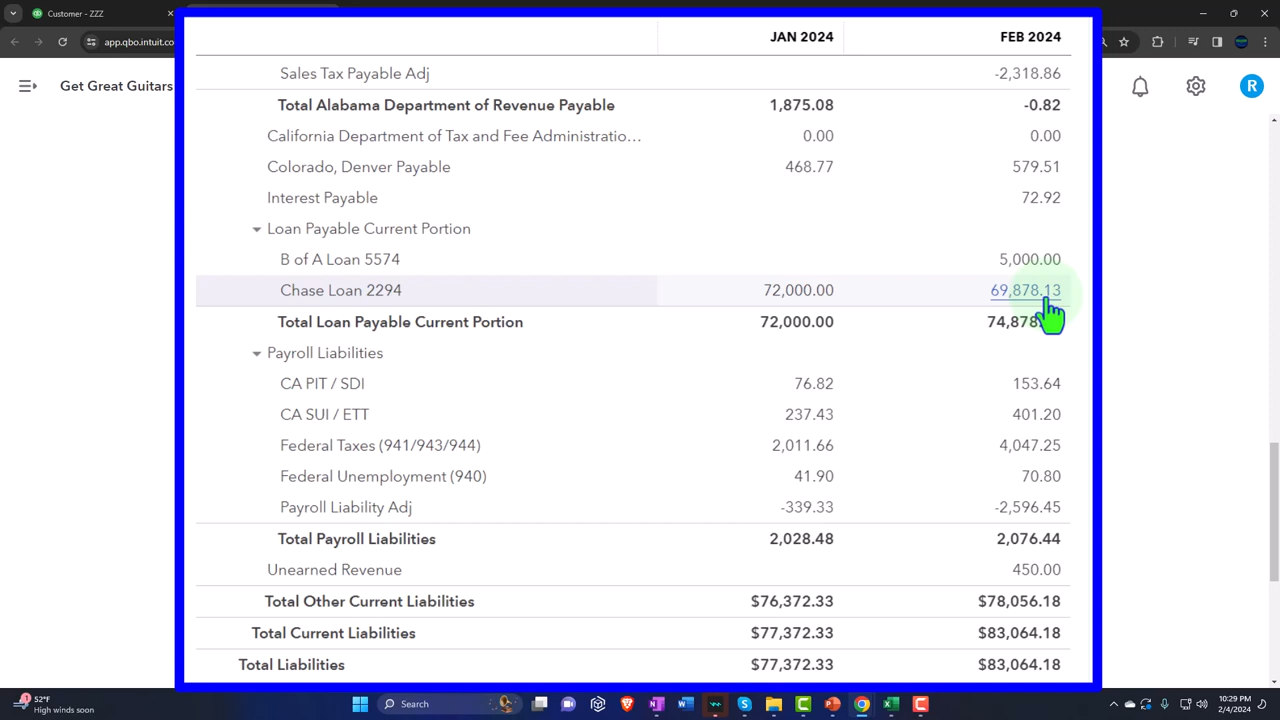 Customer - ZZZ
app.qbo.intuit.com
Get Great Guitars
R
JAN 2024 FEB 2024
Sales Tax Payable Adj -2,318.86
Total Alabama Department of Revenue Payable 1,875.08 -0.82
California Department of Tax and Fee Administratio... 0.00 0.00
Colorado, Denver Payable 468.77 579.51
Interest Payable 72.92
Loan Payable Current Portion
B of A Loan 5574 5,000.00
Chase Loan 2294 72,000.00 69,878.13
Total Loan Payable Current Portion 72,000.00
Payroll Liabilities
CA PIT / SDI 76.82 153.64
CA SUI / ETT 237.43 401.20
Federal Taxes (941/943/944) 2,011.66 4,047.25
Federal Unemployment (940) 41.90 70.80
Payroll Liability Adj -339.33 -2,596.45
Total Payroll Liabilities 2,028.48 2,076.44
Unearned Revenue 450.00
Total Other Current Liabilities $76,372.33 $78,056.18
Total Current Liabilities $77,372.33 $83,064.18
Total Liabilities $77,372.33 $83,064.18
1
52°F
High winds soon
Search
10:29 PM
2/4/2024